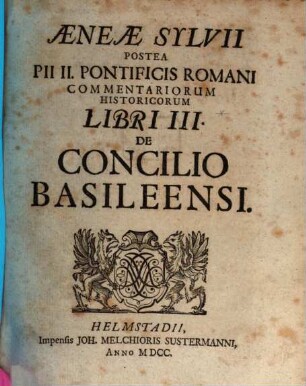 ÆNEÆ SYLVII
POSTEA
PII II. PONTIFICIS ROMANI
COMMENTARIORUM
HISTORICORUM
LIBRI III.
DE
CONCILIO
BASILEENSI.
HELMSTADII,
Impensis JOH. MELCHIORIS SUSTERMANNI,
ANNO MDCC.